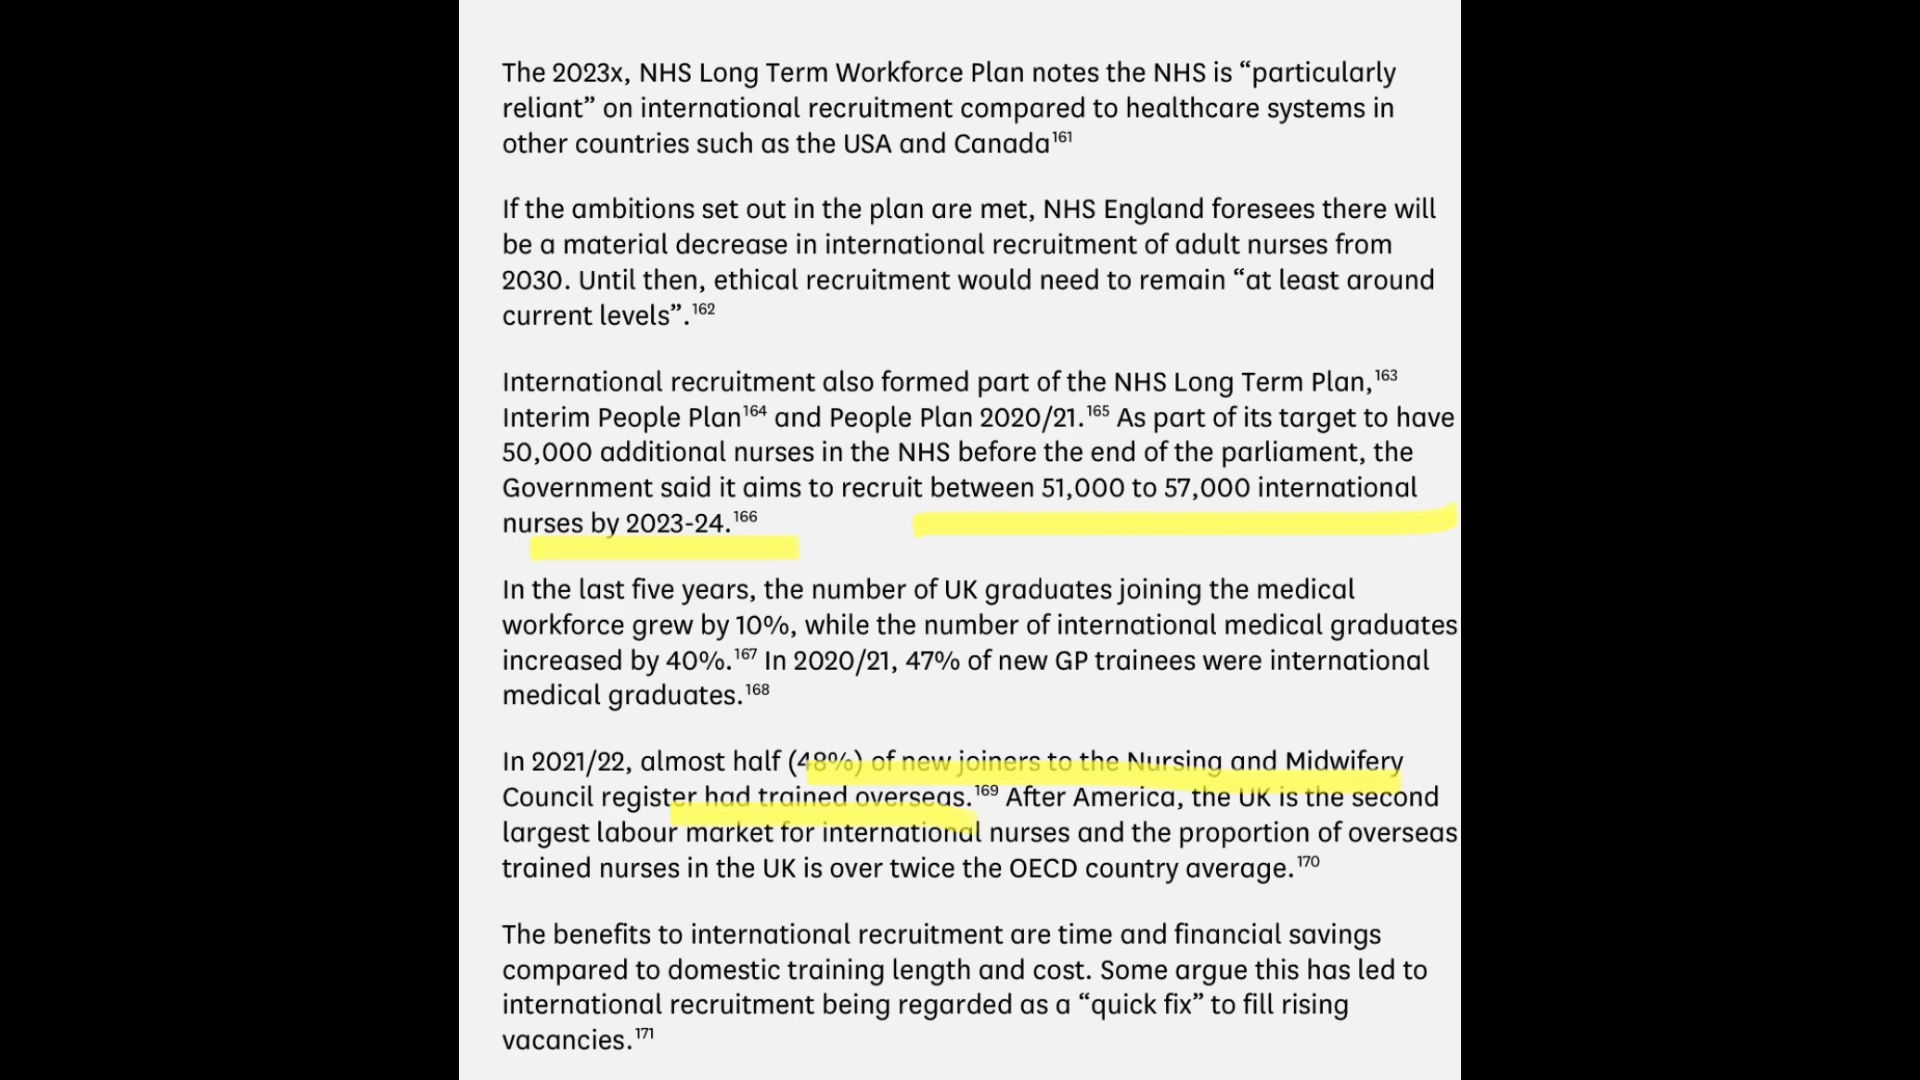 The 2023x, NHS Long Term Workforce Plan notes the NHS is “particularly
reliant” on international recruitment compared to healthcare systems in
other countries such as the USA and Canada161
If the ambitions set out in the plan are met, NHS England foresees there will
be a material decrease in international recruitment of adult nurses from
2030. Until then, ethical recruitment would need to remain “at least around
current levels”.162
International recruitment also formed part of the NHS Long Term Plan,163
Interim People Plan164 and People Plan 2020/21.165 As part of its target to have
50,000 additional nurses in the NHS before the end of the parliament, the
Government said it aims to recruit between 51,000 to 57,000 international
nurses by 2023-24.166
In the last five years, the number of UK graduates joining the medical
workforce grew by 10%, while the number of international medical graduates
increased by 40%.167 In 2020/21, 47% of new GP trainees were international
medical graduates.168
In 2021/22, almost half (48%) of new joiners to the Nursing and Midwifery
Council register had trained overseas.169 After America, the UK is the second
largest labour market for international nurses and the proportion of overseas
trained nurses in the UK is over twice the OECD country average.170
The benefits to international recruitment are time and financial savings
compared to domestic training length and cost. Some argue this has led to
international recruitment being regarded as a “quick fix” to fill rising
vacancies.171